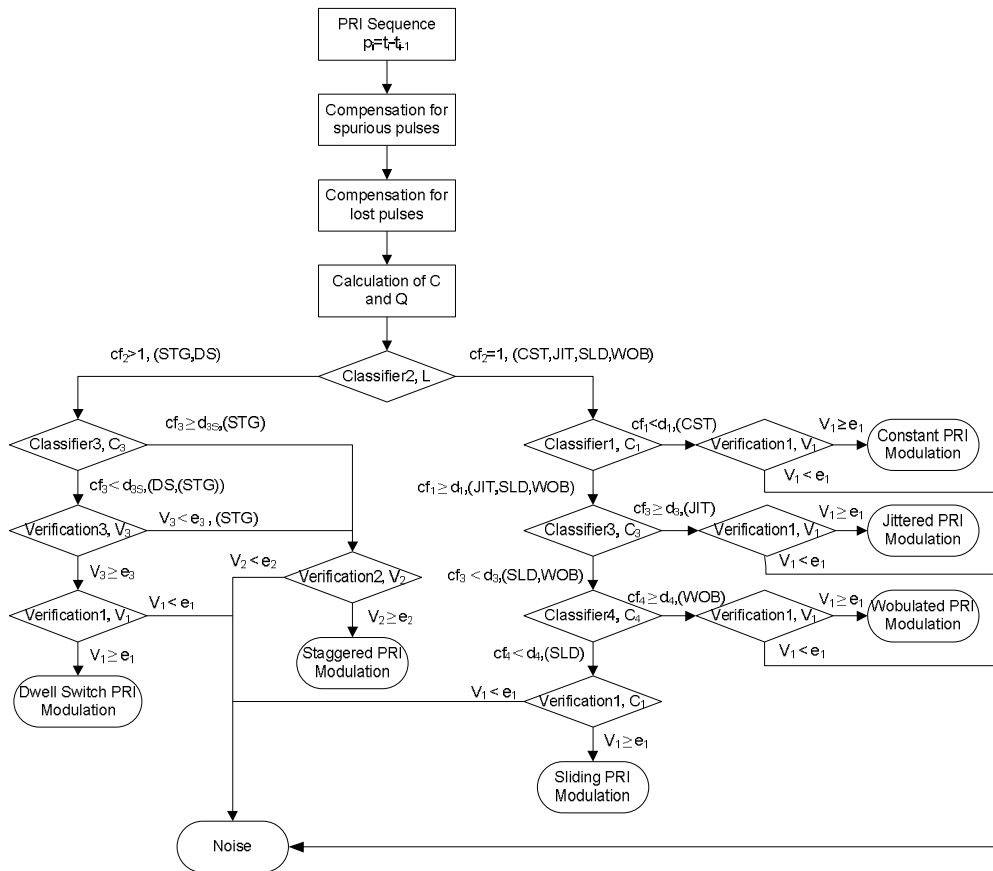 PRI Sequence
pᵢ=tᵢ-tᵢ₋₁
Compensation for
spurious pulses
Compensation for
lost pulses
Calculation of C
and Q
cf₂>1, (STG,DS)
cf₂=1, (CST,JIT,SLD,WOB)
Classifier2, L
Classifier3, C₃
cf₃≥d₃ₛ,(STG)
Classifier1, C₁
cf₁<d₁,(CST)
Verification1, V₁
V₁≥e₁
Constant PRI
Modulation
V₁<e₁
cf₃<d₃ₛ,(DS,(STG))
cf₁≥d₁,(JIT,SLD,WOB)
Verification3, V₃
V₃<e₃ , (STG)
Classifier3, C₃
cf₃≥d₃,(JIT)
Verification1, V₁
V₁≥e₁
Jittered PRI
Modulation
V₁<e₁
V₃≥e₃
V₂<e₂
Verification2, V₂
cf₃<d₃,(SLD,WOB)
Verification1, V₁
V₁<e₁
V₂≥e₂
Classifier4, C₄
cf₄≥d₄,(WOB)
Verification1, V₁
V₁≥e₁
Wobulated PRI
Modulation
V₁<e₁
V₁≥e₁
Staggered PRI
Modulation
cf₄<d₄,(SLD)
Dwell Switch PRI
Modulation
V₁<e₁
Verification1, C₁
V₁≥e₁
Sliding PRI
Modulation
Noise